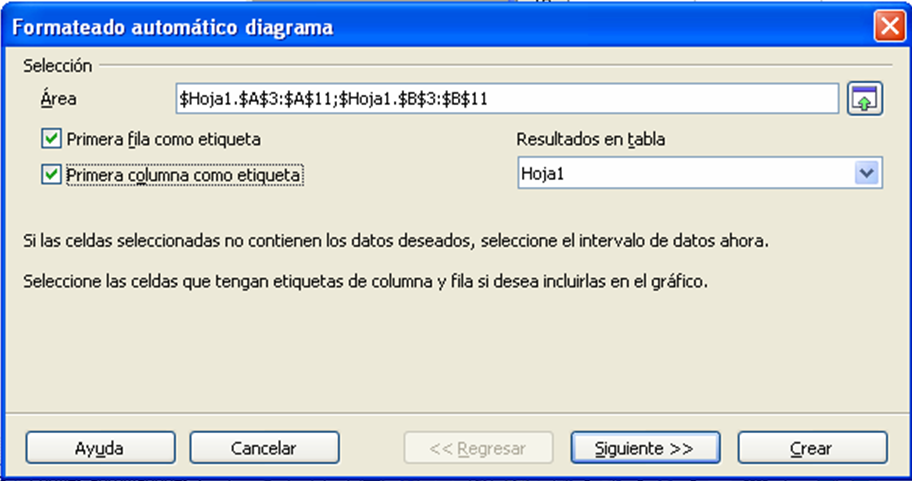 Formateado automático diagrama
Selección
Área $Hoja1.$A$3:$A$11;$Hoja1.$B$3:$B$11
Primera fila como etiqueta Resultados en tabla
Primera columna como etiqueta Hoja1
Si las celdas seleccionadas no contienen los datos deseados, seleccione el intervalo de datos ahora.
Seleccione las celdas que tengan etiquetas de columna y fila si desea incluirlas en el gráfico.
Ayuda Cancelar << Regresar Siguiente >> Crear